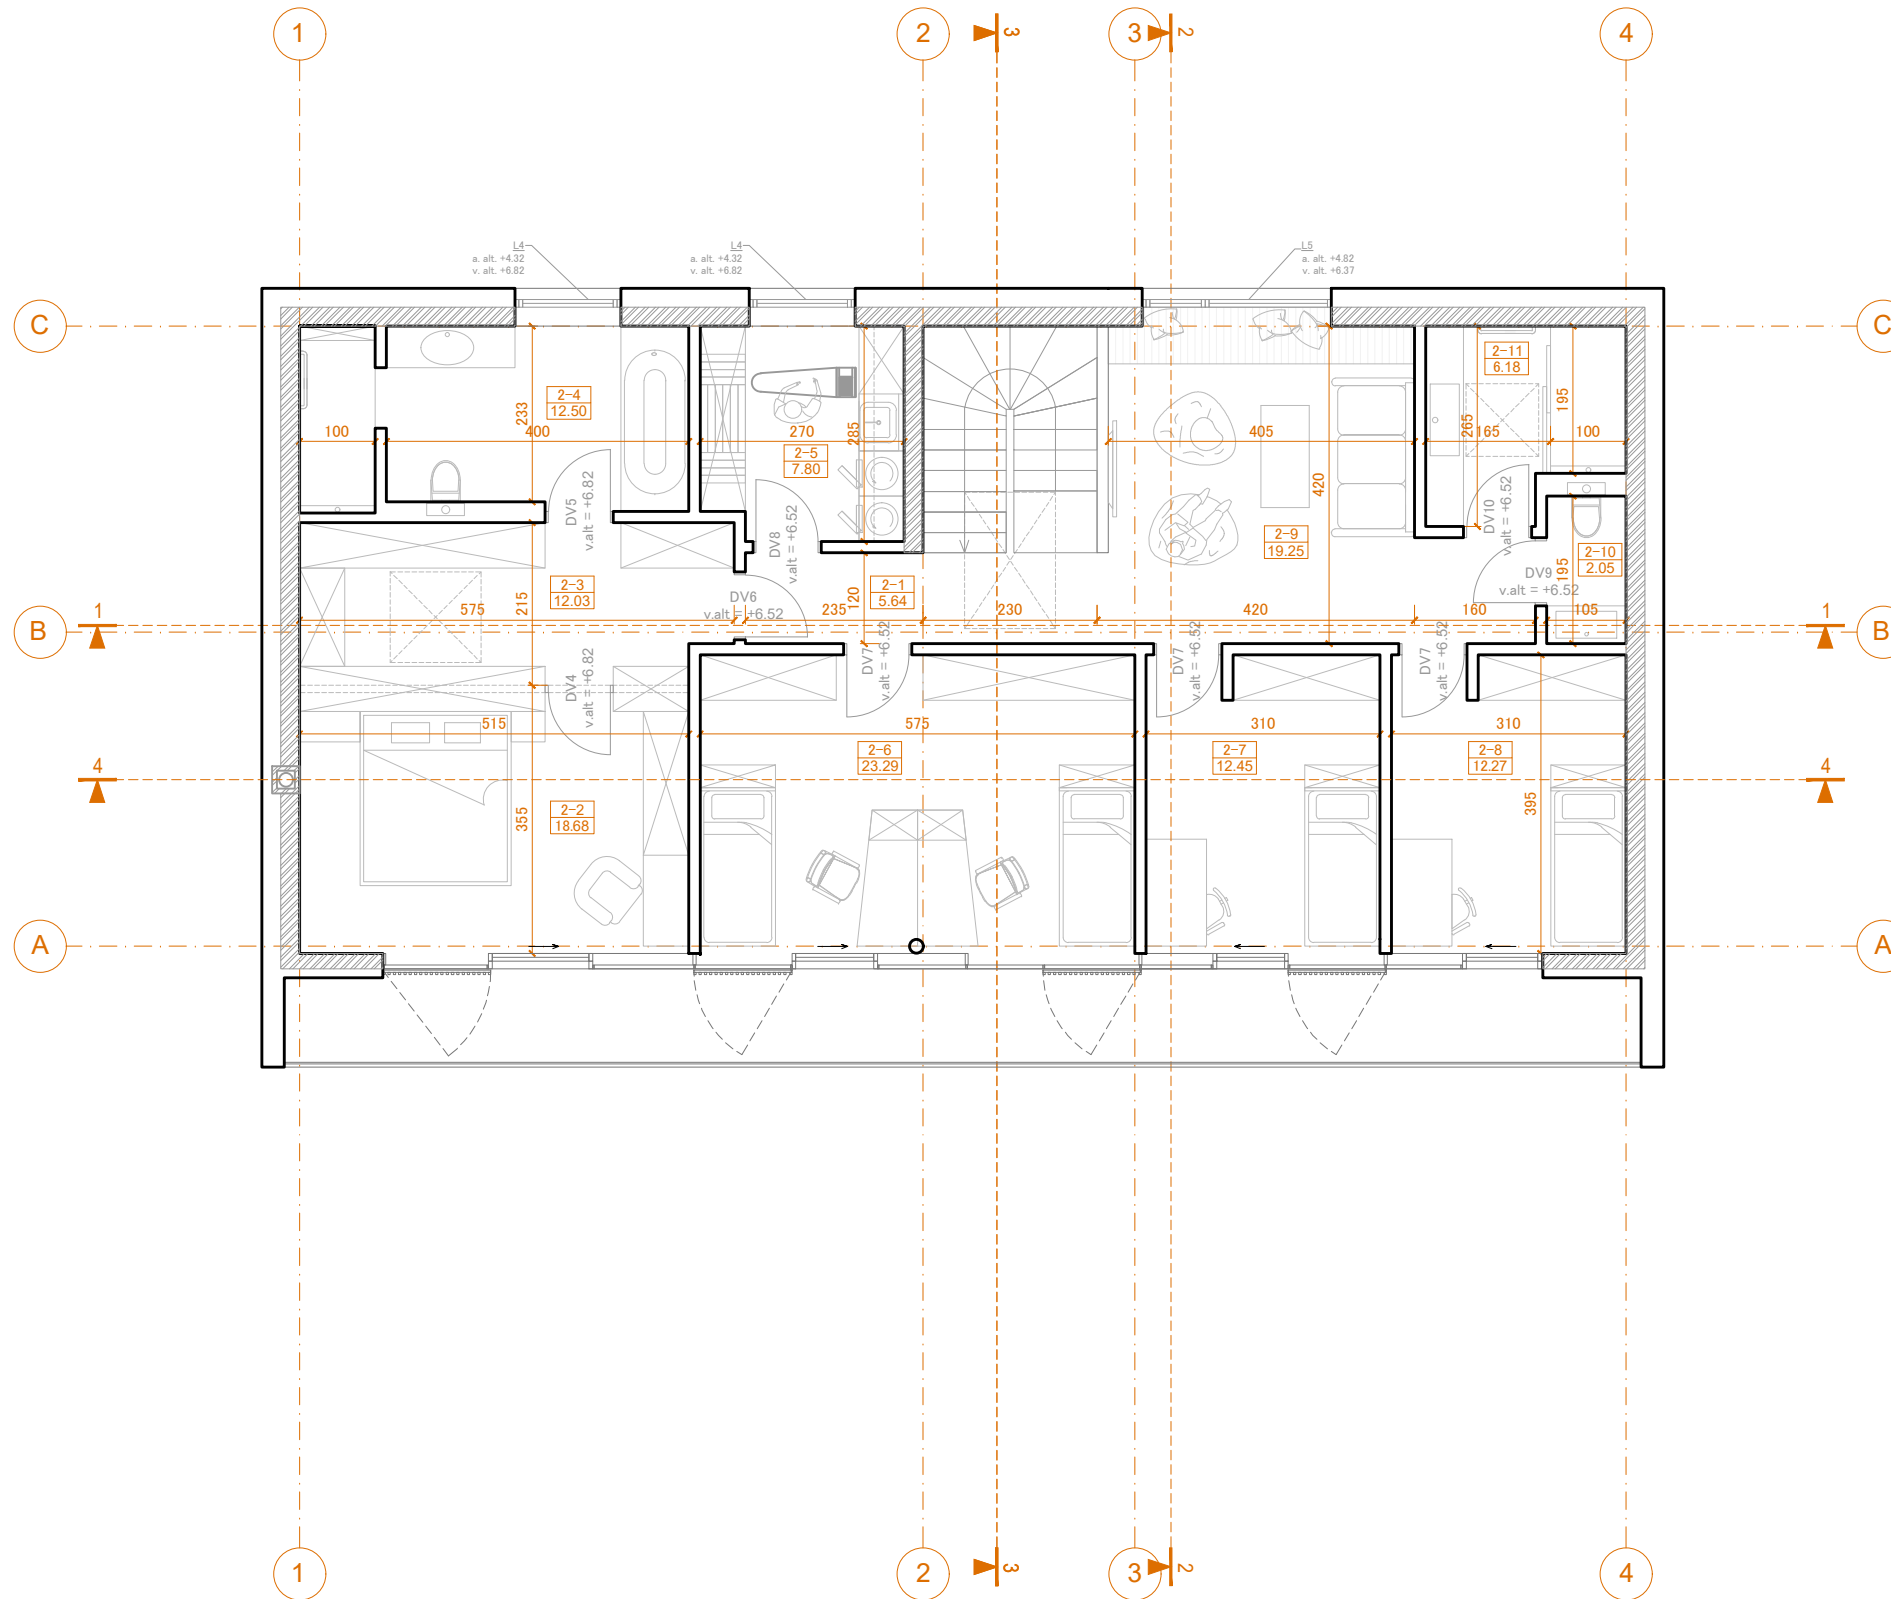 1
2
3
3
2
4
L4
a. alt. +4.32
v. alt. +6.82
L4
a. alt. +4.32
v. alt. +6.82
L5
a. alt. +4.82
v. alt. +6.37
C
C
2-4
12.50
233
100
400
270
285
2-5
7.80
405
420
2-9
19.25
2-11
6.18
265
165
195
100
DV5
v.alt = +6.82
DV8
v.alt = +6.52
DV10
v.alt = +6.52
2-10
2.05
195
DV9
v.alt = +6.52
2-3
12.03
575
215
DV6
v.alt = +6.52
235
120
2-1
5.64
230
420
160
105
1
1
B
B
DV4
v.alt = +6.82
DV7
v.alt = +6.52
DV7
v.alt = +6.52
DV7
v.alt = +6.52
515
575
310
310
2-6
23.29
2-7
12.45
2-8
12.27
4
4
355
2-2
18.68
395
A
A
1
2
3
3
2
4